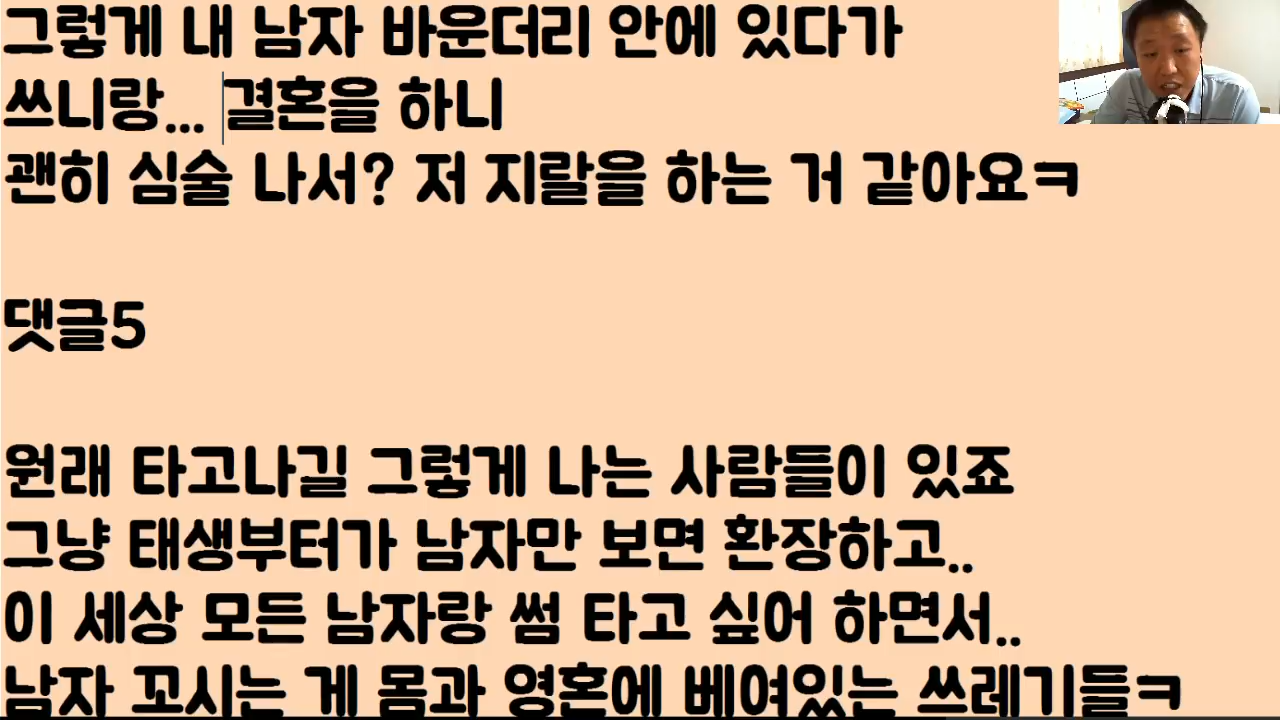 그렇게 내 남자 바운더리 안에 있다가
쓰니랑... 결혼을 하니
괜히 심술 나서? 저 지랄을 하는 거 같아요ㅋ
댓글5
원래 타고나길 그렇게 나는 사람들이 있죠
그냥 태생부터가 남자만 보면 환장하고..
이 세상 모든 남자랑 썸 타고 싶어 하면서..
남자 꼬시는 게 몸과 영혼에 베여있는 쓰레기들ㅋ